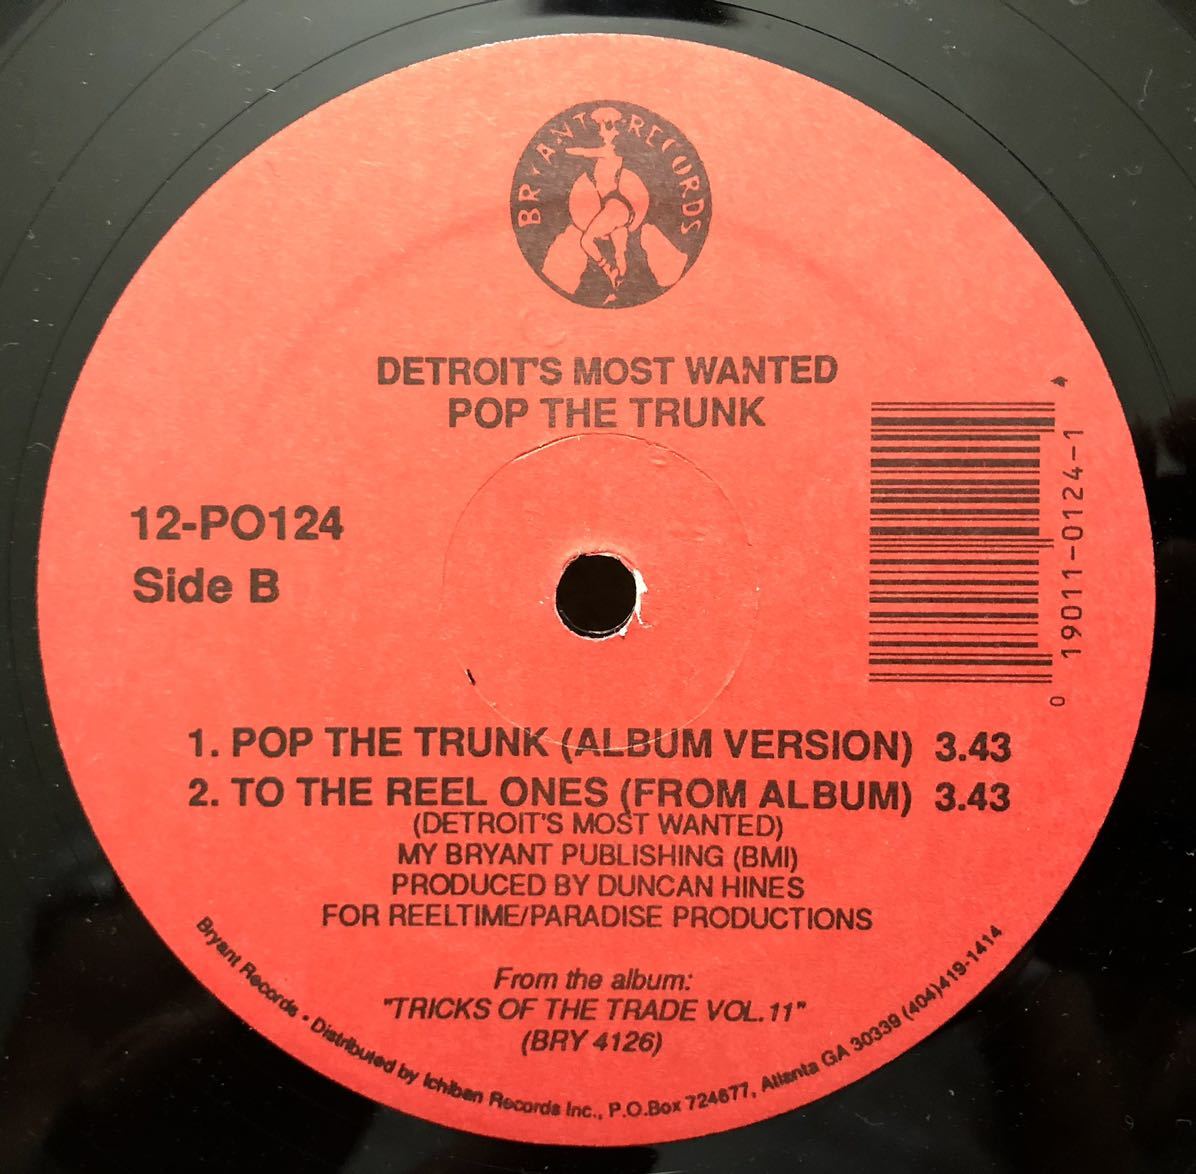 BRYANT RECORDS
DETROIT'S MOST WANTED
POP THE TRUNK
12-PO124
Side B
0 19011-0124-1 4
1. POP THE TRUNK (ALBUM VERSION) 3.43
2. TO THE REEL ONES (FROM ALBUM) 3.43
(DETROIT'S MOST WANTED)
MY BRYANT PUBLISHING (BMI)
PRODUCED BY DUNCAN HINES
FOR REELTIME/PARADISE PRODUCTIONS
From the album:
"TRICKS OF THE TRADE VOL.11"
(BRY 4126)
Bryant Records • Distributed by Ichiban Records Inc., P.O.Box 724677, Atlanta GA 30339 (404)419-1414